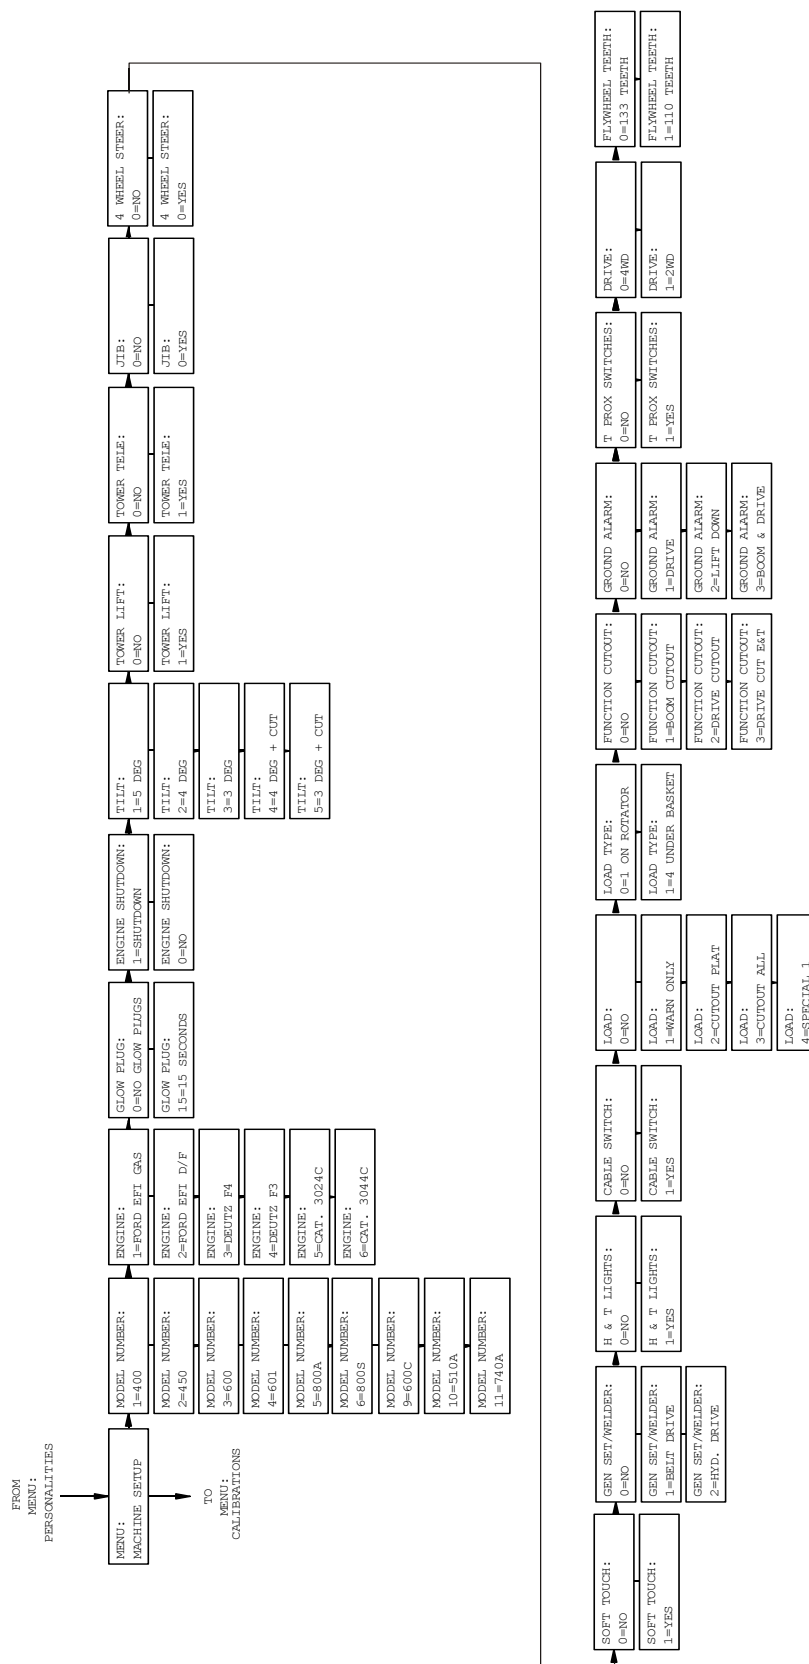 FROM
MENU:
PERSONALITIES
MENU:
MACHINE SETUP
TO
MENU:
CALIBRATIONS
MODEL NUMBER:
1=400
MODEL NUMBER:
2=450
MODEL NUMBER:
3=600
MODEL NUMBER:
4=601
MODEL NUMBER:
5=800A
MODEL NUMBER:
6=800S
MODEL NUMBER:
9=600C
MODEL NUMBER:
10=510A
MODEL NUMBER:
11=740A
ENGINE:
1=FORD EFI GAS
ENGINE:
2=FORD EFI D/F
ENGINE:
3=DEUTZ F4
ENGINE:
4=DEUTZ F3
ENGINE:
5=CAT. 3024C
ENGINE:
6=CAT. 3044C
GLOW PLUG:
0=NO GLOW PLUGS
GLOW PLUG:
15=15 SECONDS
ENGINE SHUTDOWN:
1=SHUTDOWN
ENGINE SHUTDOWN:
0=NO
TILT:
1=5 DEG
TILT:
2=4 DEG
TILT:
3=3 DEG
TILT:
4=4 DEG + CUT
TILT:
5=3 DEG + CUT
TOWER LIFT:
0=NO
TOWER LIFT:
1=YES
TOWER TELE:
0=NO
TOWER TELE:
1=YES
JIB:
0=NO
JIB:
0=YES
4 WHEEL STEER:
0=NO
4 WHEEL STEER:
0=YES
SOFT TOUCH:
0=NO
SOFT TOUCH:
1=YES
GEN SET/WELDER:
0=NO
GEN SET/WELDER:
1=BELT DRIVE
GEN SET/WELDER:
2=HYD. DRIVE
H & T LIGHTS:
0=NO
H & T LIGHTS:
1=YES
CABLE SWITCH:
0=NO
CABLE SWITCH:
1=YES
LOAD:
0=NO
LOAD:
1=WARN ONLY
LOAD:
2=CUTOUT PLAT
LOAD:
3=CUTOUT ALL
LOAD:
4=SPECIAL 1
LOAD TYPE:
0=1 ON ROTATOR
LOAD TYPE:
1=4 UNDER BASKET
FUNCTION CUTOUT:
0=NO
FUNCTION CUTOUT:
1=BOOM CUTOUT
FUNCTION CUTOUT:
2=DRIVE CUTOUT
FUNCTION CUTOUT:
3=DRIVE CUT E&T
GROUND ALARM:
0=NO
GROUND ALARM:
1=DRIVE
GROUND ALARM:
2=LIFT DOWN
GROUND ALARM:
3=BOOM & DRIVE
T PROX SWITCHES:
0=NO
T PROX SWITCHES:
1=YES
DRIVE:
0=4WD
DRIVE:
1=2WD
FLYWHEEL TEETH:
0=133 TEETH
FLYWHEEL TEETH:
1=110 TEETH